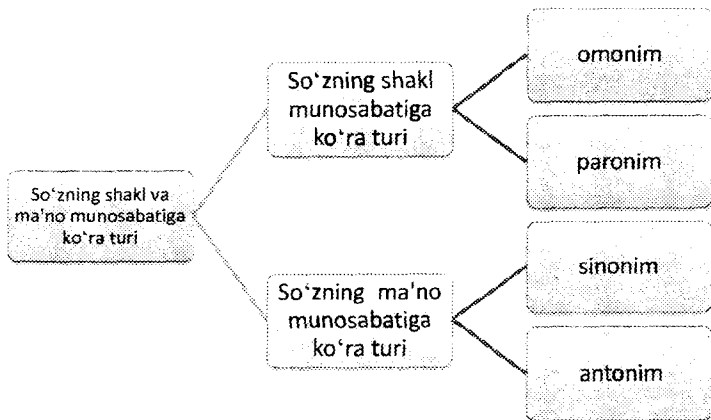 So‘zning shakl va
ma'no munosabatiga
ko‘ra turi
So‘zning shakl
munosabatiga
ko‘ra turi
omonim
paronim
So‘zning ma'no
munosabatiga
ko‘ra turi
sinonim
antonim